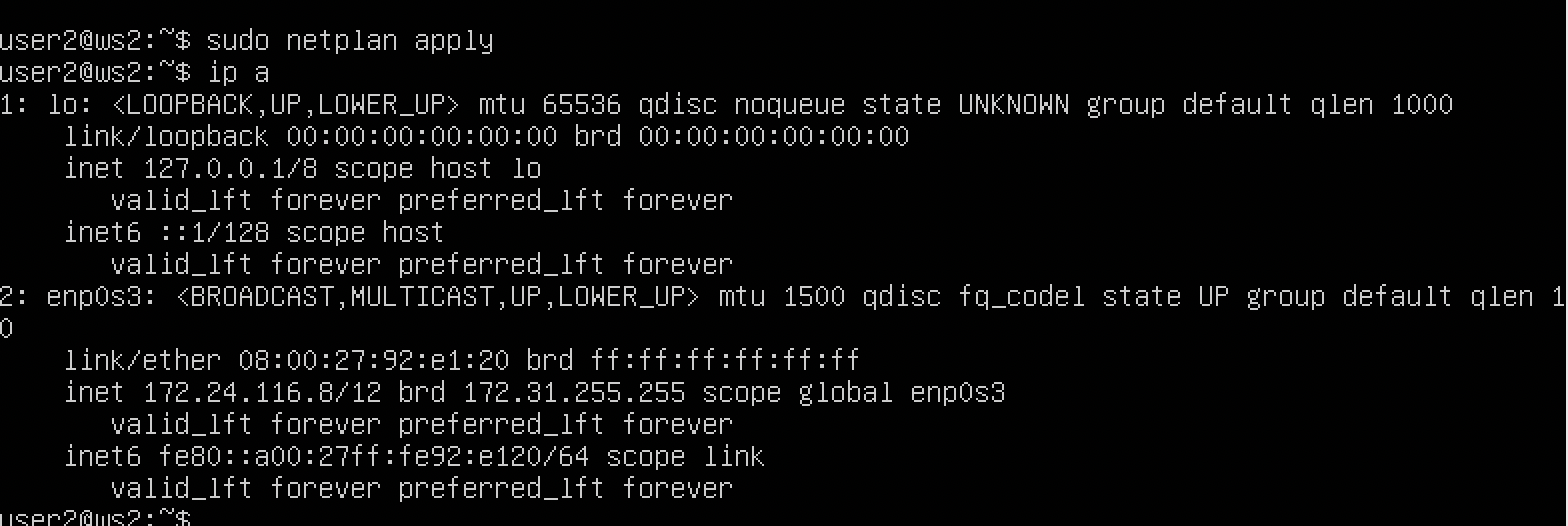 user2@ws2:~$ sudo netplan apply
user2@ws2:~$ ip a
1: lo: <LOOPBACK,UP,LOWER_UP> mtu 65536 qdisc noqueue state UNKNOWN group default qlen 1000
    link/loopback 00:00:00:00:00:00 brd 00:00:00:00:00:00
    inet 127.0.0.1/8 scope host lo
       valid_lft forever preferred_lft forever
    inet6 ::1/128 scope host
       valid_lft forever preferred_lft forever
2: enp0s3: <BROADCAST,MULTICAST,UP,LOWER_UP> mtu 1500 qdisc fq_codel state UP group default qlen 1
0
    link/ether 08:00:27:92:e1:20 brd ff:ff:ff:ff:ff:ff
    inet 172.24.116.8/12 brd 172.31.255.255 scope global enp0s3
       valid_lft forever preferred_lft forever
    inet6 fe80::a00:27ff:fe92:e120/64 scope link
       valid_lft forever preferred_lft forever
user2@ws2:~$